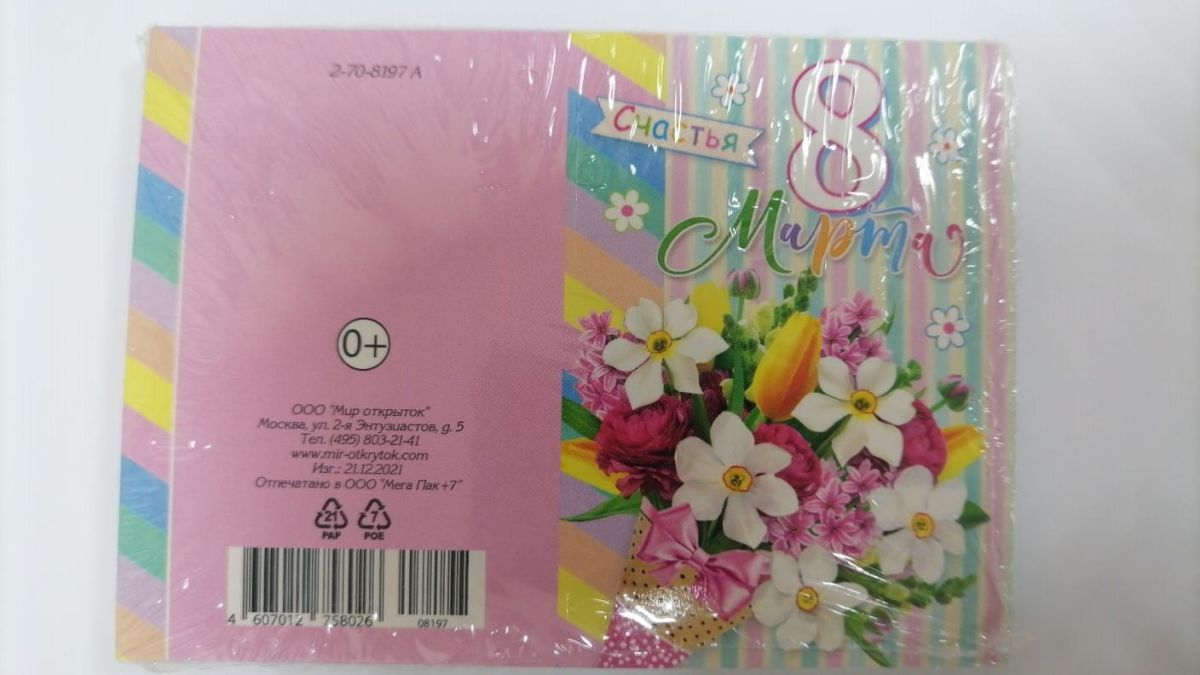 2-70-8197 А
0+
ООО "Мир открыток"
Москва, ул. 2-я Энтузиастов, д. 5
Тел. (495) 803-21-41
www.mir-otkrytok.com
Изг.: 21.12.2021
Отпечатано в ООО "Мега Пак+7"
21 7
PAP POE
4 607012 758026 08197
Счастья
8
Марта